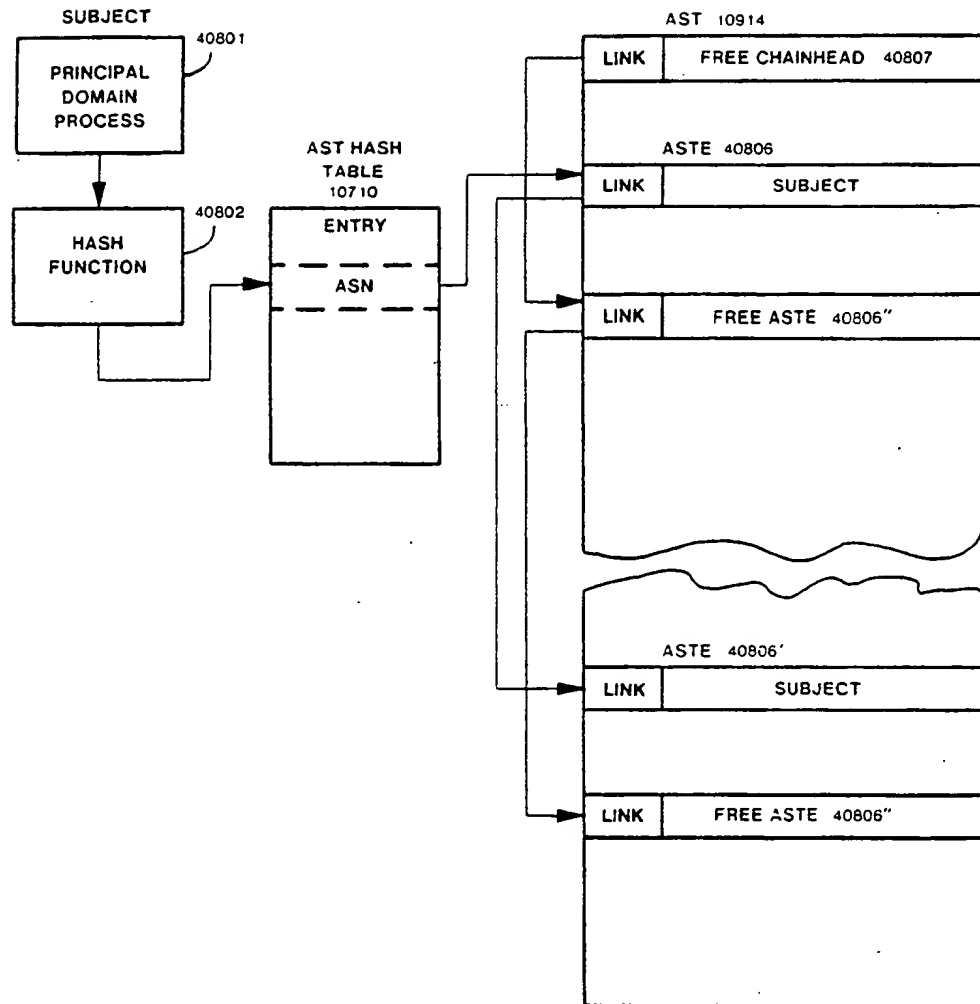 SUBJECT
40801
PRINCIPAL
DOMAIN
PROCESS
40802
HASH
FUNCTION
AST HASH
TABLE
10710
ENTRY
ASN
AST 10914
LINK FREE CHAINHEAD 40807
ASTE 40806
LINK SUBJECT
LINK FREE ASTE 40806"
ASTE 40806'
LINK SUBJECT
LINK FREE ASTE 40806"